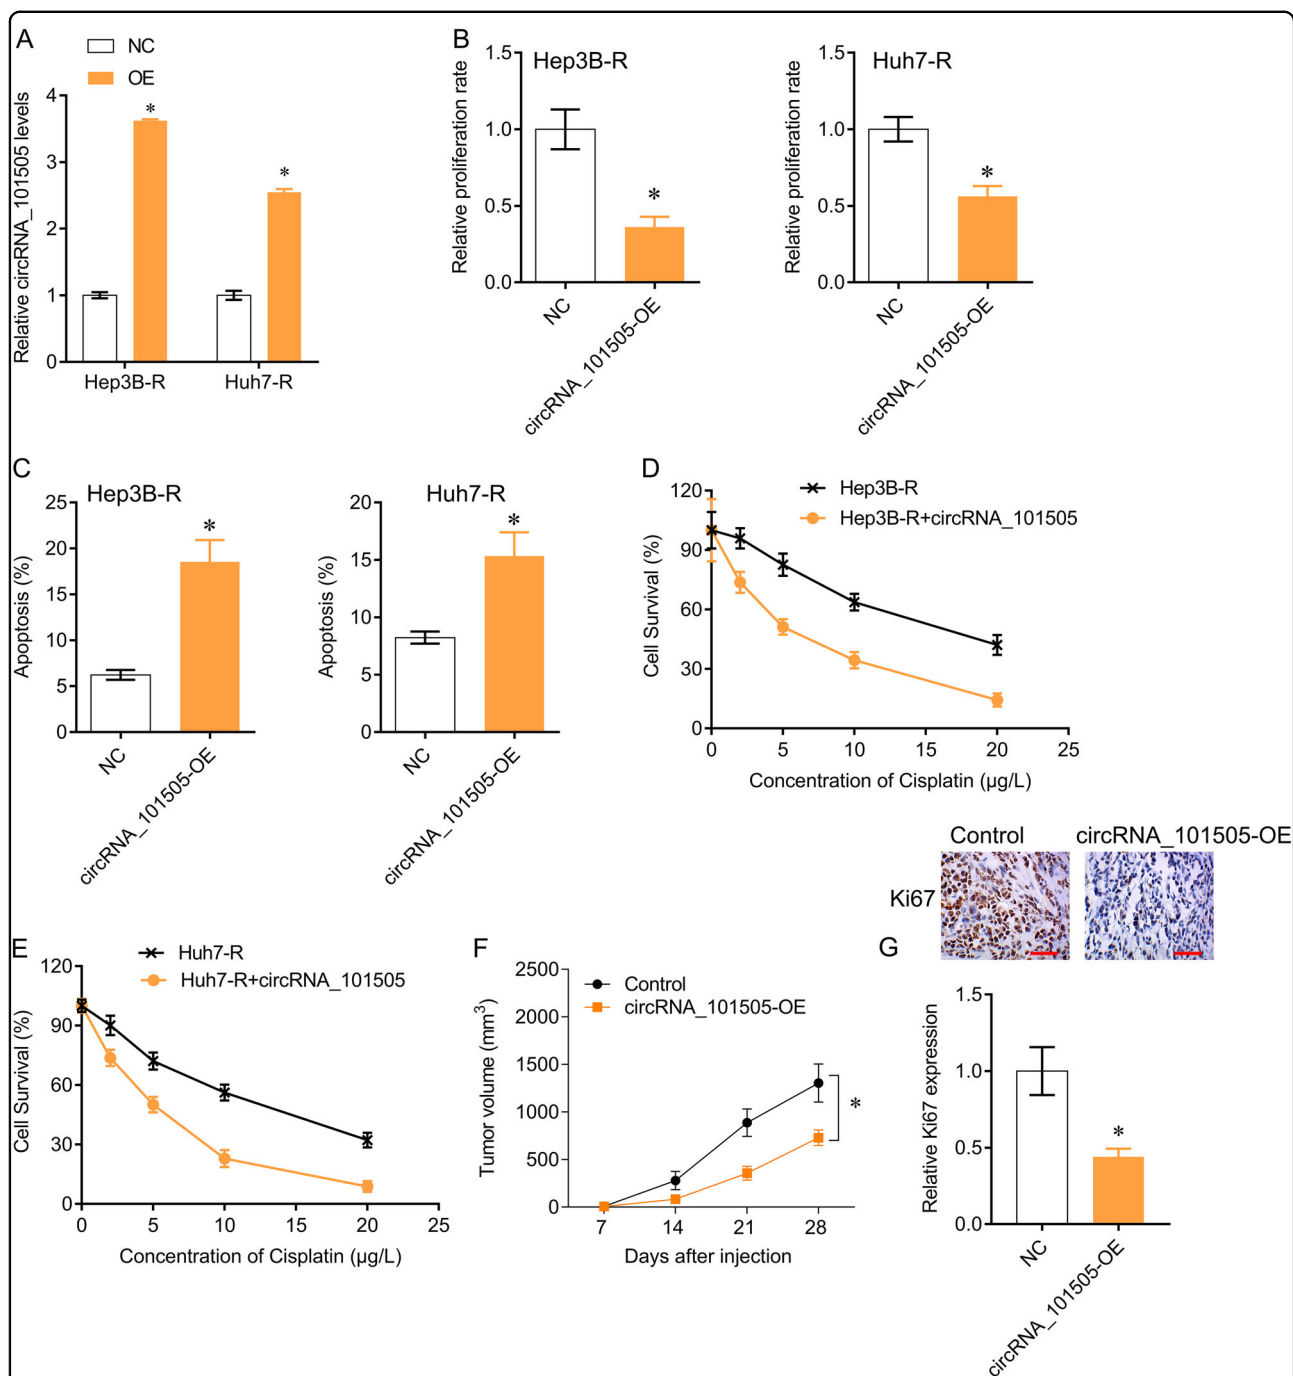 A
NC
OE
Relative circRNA_101505 levels
6
4
3
2
1
0
Hep3B-R
Huh7-R
B
Hep3B-R
Relative proliferation rate
1.5
1.0
0.5
0.0
NC
circRNA_101505-OE
Huh7-R
Relative proliferation rate
1.5
1.0
0.5
0.0
NC
circRNA_101505-OE
C
Hep3B-R
Apoptosis (%)
25
20
15
10
5
0
NC
circRNA_101505-OE
*
Huh7-R
Apoptosis (%)
20
15
10
5
0
NC
circRNA_101505-OE
*
D
Hep3B-R
Hep3B-R+circRNA_101505
Cell Survival (%)
120
90
60
30
0
0 5 10 15 20 25
Concentration of Cisplatin (μg/L)
E
Huh7-R
Huh7-R+circRNA_101505
Cell Survival (%)
120
90
60
30
0
0 5 10 15 20 25
Concentration of Cisplatin (μg/L)
F
Control
circRNA_101505-OE
Tumor volume (mm³)
2500
2000
1500
1000
500
0
7 14 21 28
Days after injection
*
G
Control circRNA_101505-OE
Ki67
Relative Ki67 expression
1.5
1.0
0.5
0.0
NC
circRNA_101505-OE
*